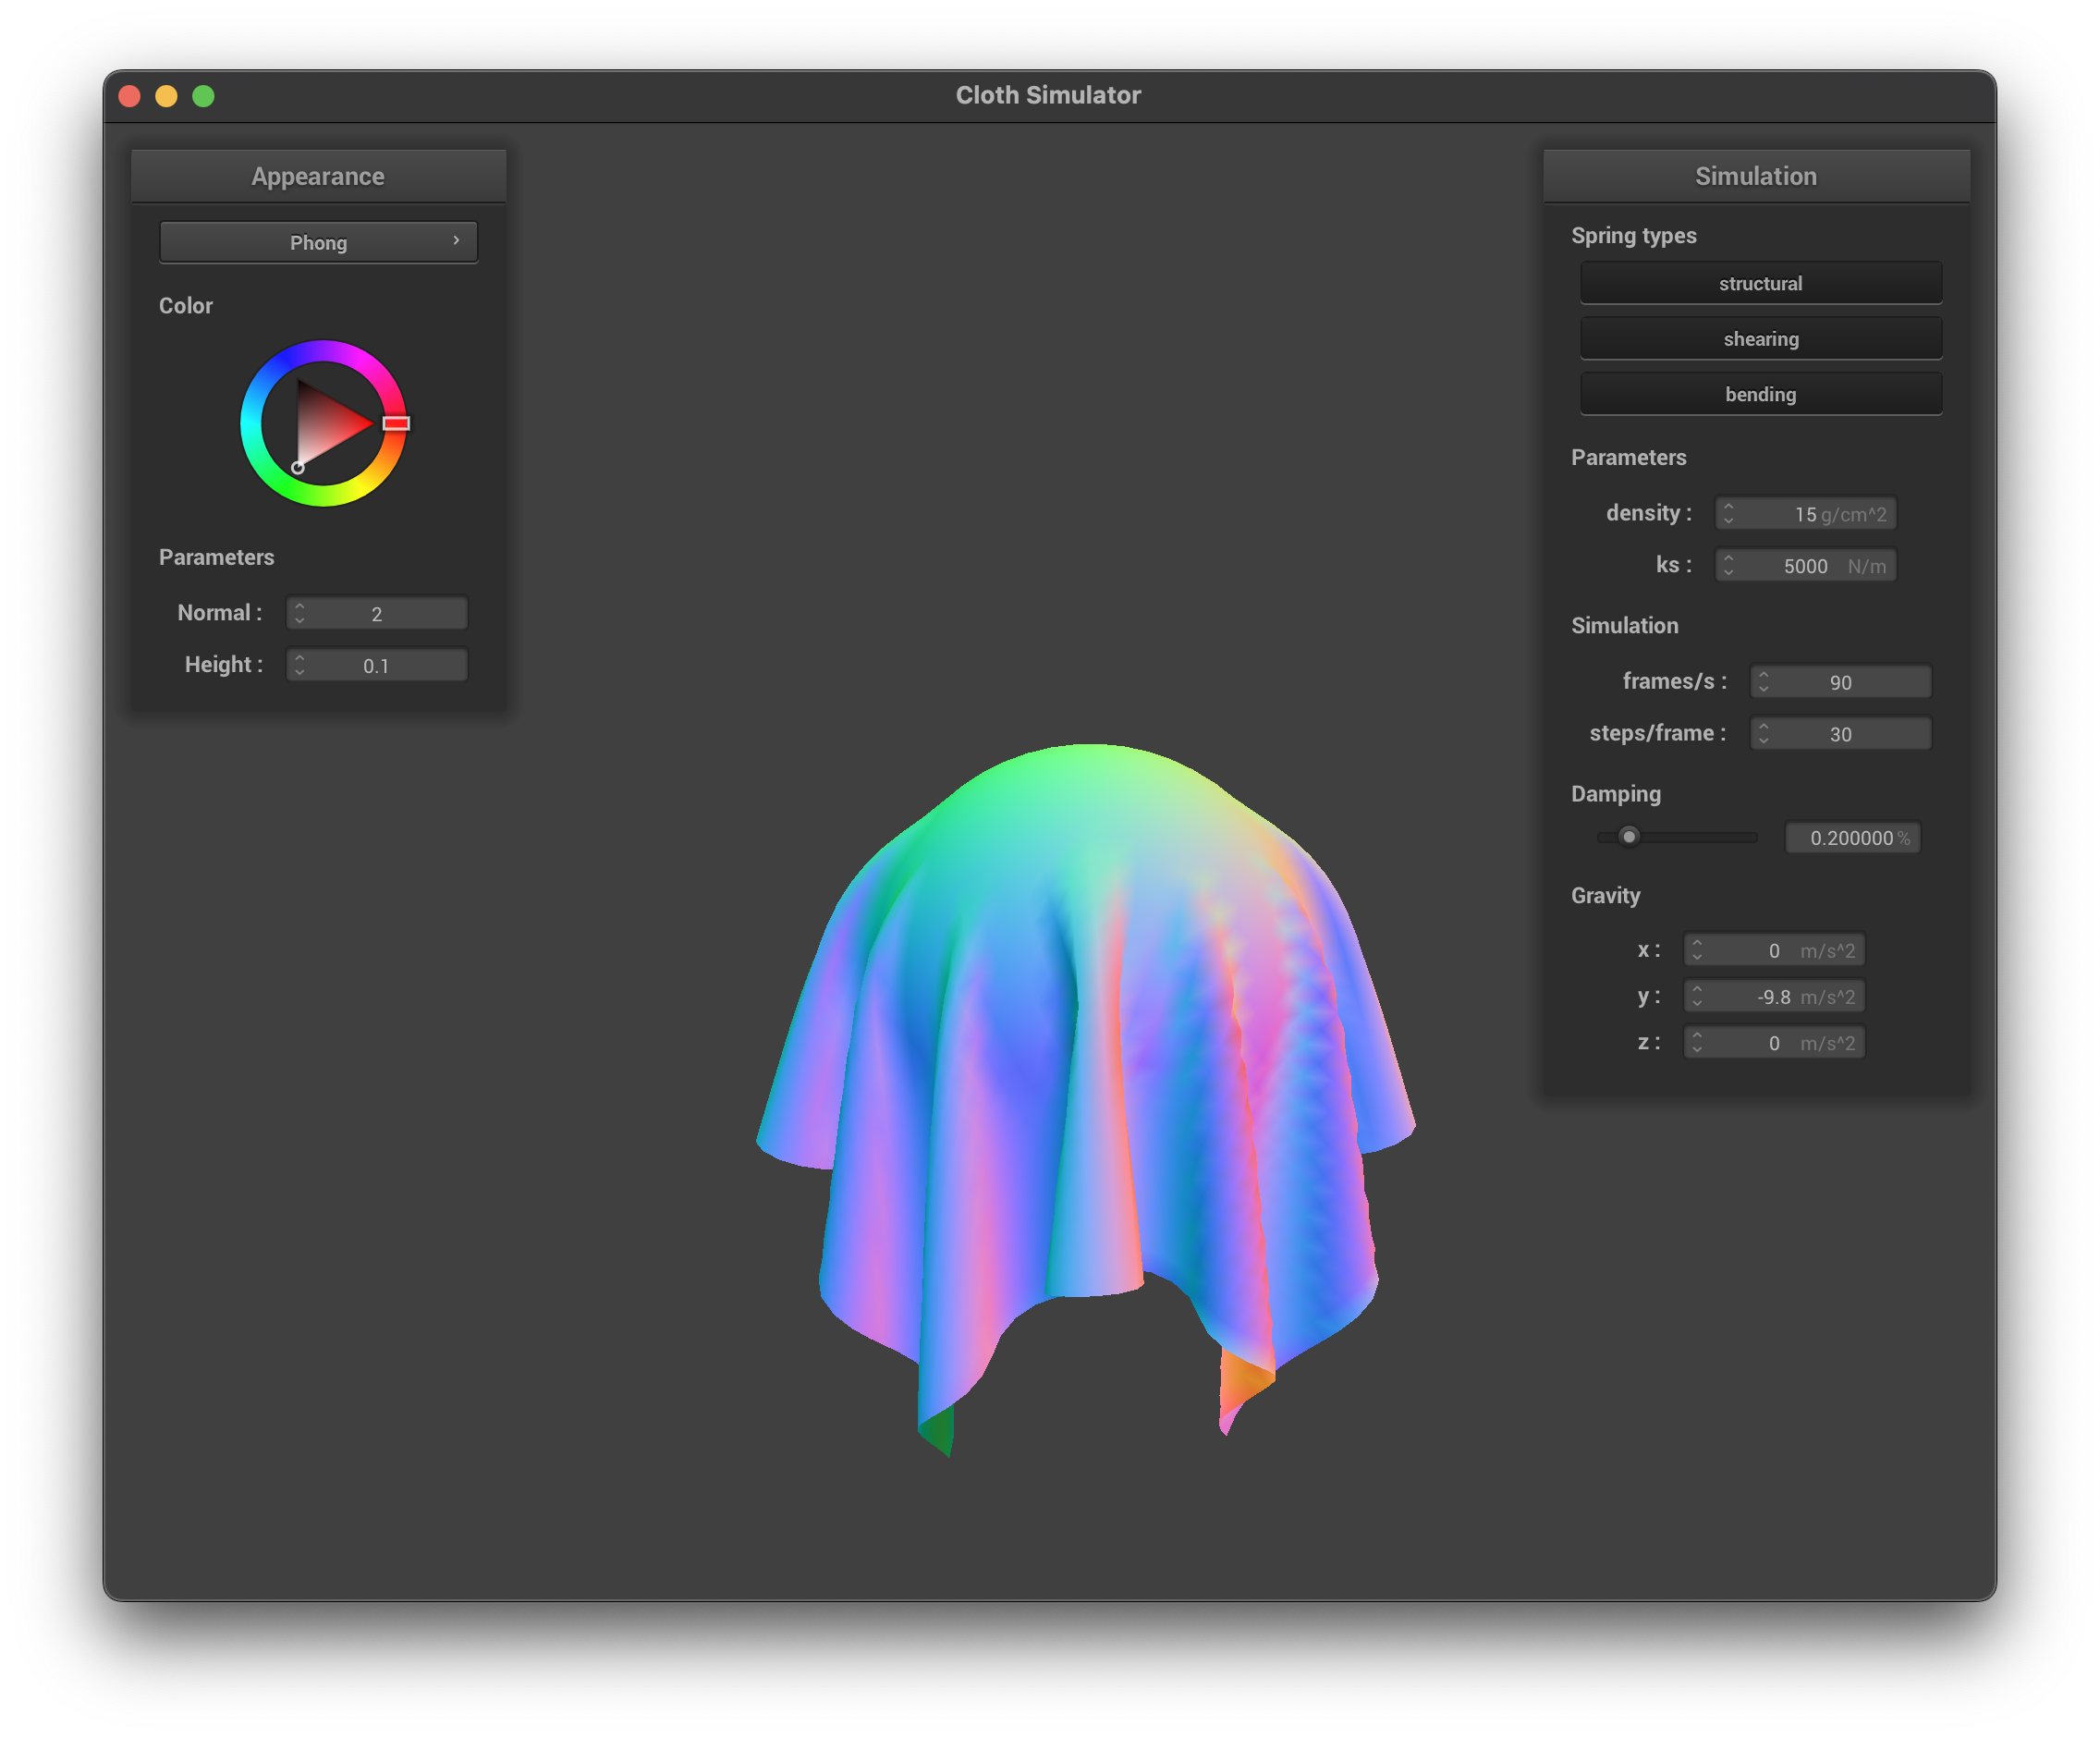 Cloth Simulator
Appearance
Phong
Color
Parameters
Normal : 2
Height : 0.1
Simulation
Spring types
structural
shearing
bending
Parameters
density : 15 g/cm^2
ks : 5000 N/m
Simulation
frames/s : 90
steps/frame : 30
Damping
0.200000 %
Gravity
x : 0 m/s^2
y : -9.8 m/s^2
z : 0 m/s^2